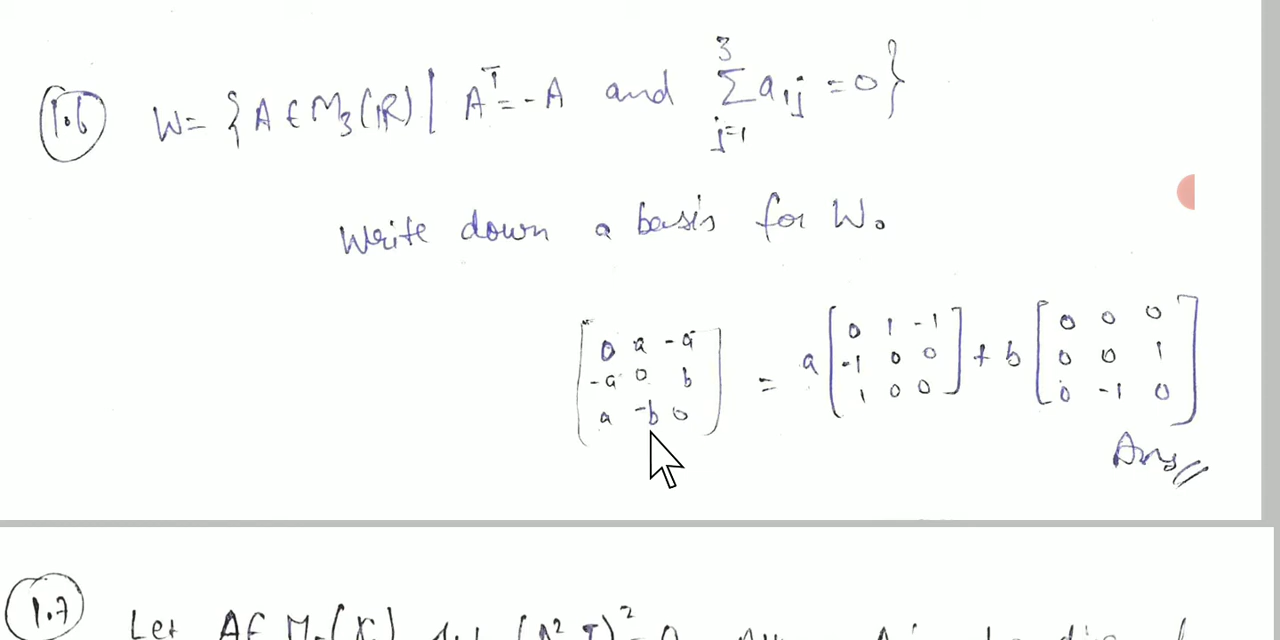 1.6 W = { A ∈ M₃(ℝ) | Aᵀ = -A and ∑_{j=1}^{3} a₁ⱼ = 0 }
Write down a basis for W.
[0 a -a; -a 0 b; a -b 0] = a [0 1 -1; -1 0 0; 1 0 0] + b [0 0 0; 0 0 1; 0 -1 0]
Ans //
1.7 Let A ∈